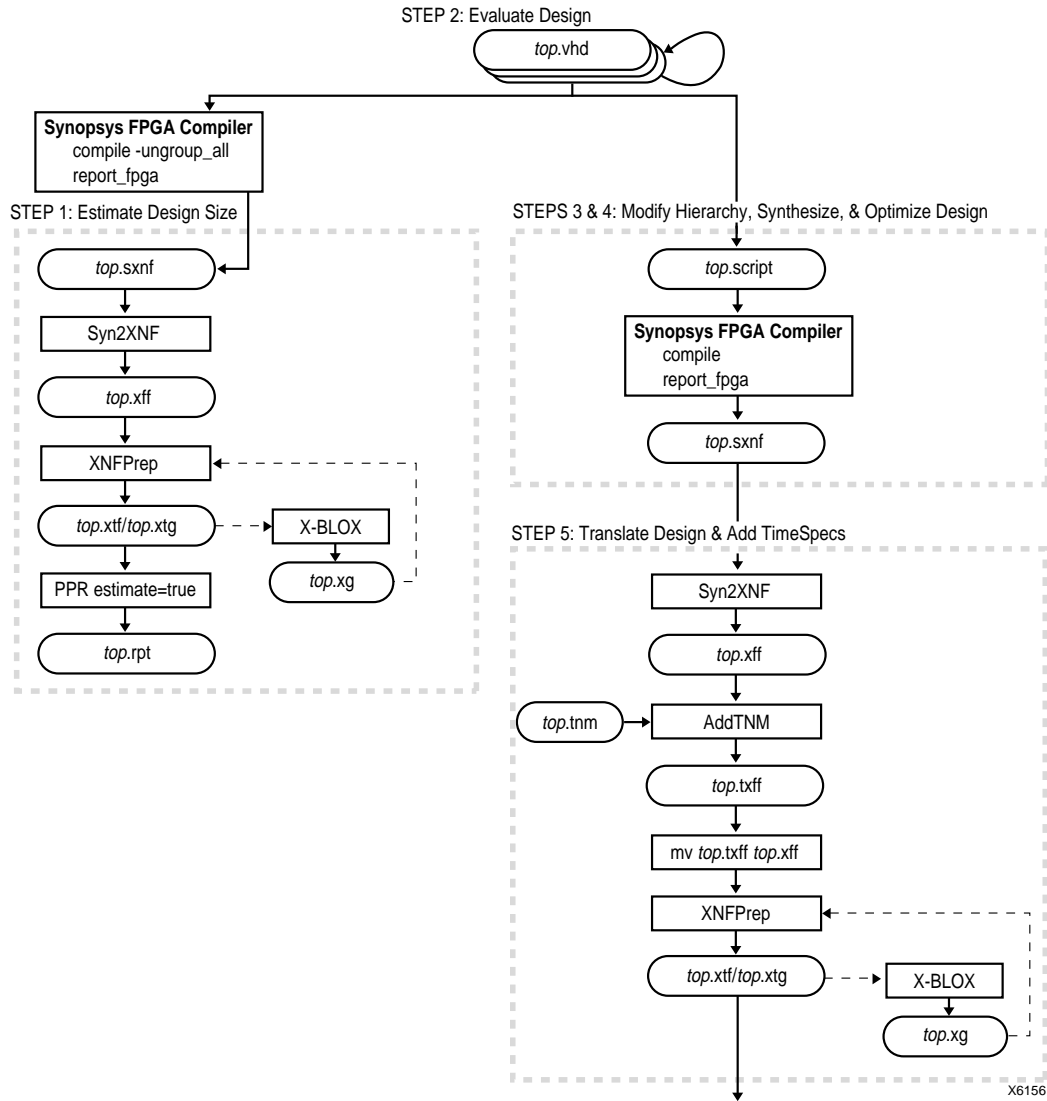 STEP 2: Evaluate Design
top.vhd
Synopsys FPGA Compiler
compile -ungroup_all
report_fpga
STEP 1: Estimate Design Size
top.sxnf
Syn2XNF
top.xff
XNFPrep
top.xtf/top.xtg
X-BLOX
top.xg
PPR estimate=true
top.rpt
STEPS 3 & 4: Modify Hierarchy, Synthesize, & Optimize Design
top.script
Synopsys FPGA Compiler
compile
report_fpga
top.sxnf
STEP 5: Translate Design & Add TimeSpecs
Syn2XNF
top.xff
top.tnm
AddTNM
top.txff
mv top.txff top.xff
XNFPrep
top.xtf/top.xtg
X-BLOX
top.xg
X6156